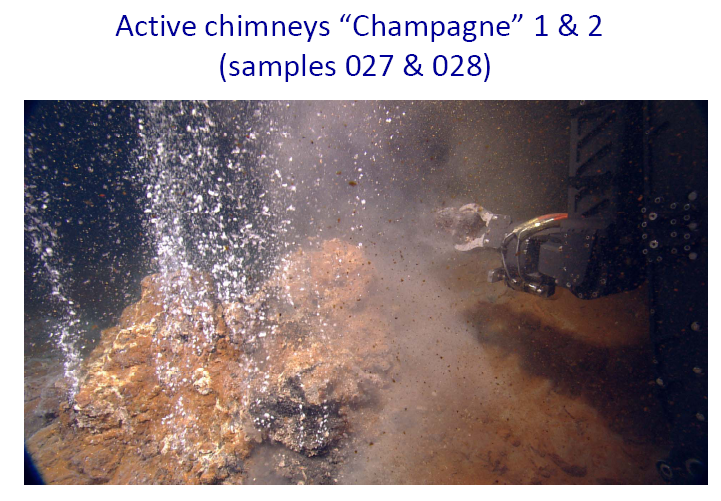 Active chimneys “Champagne” 1 & 2
(samples 027 & 028)